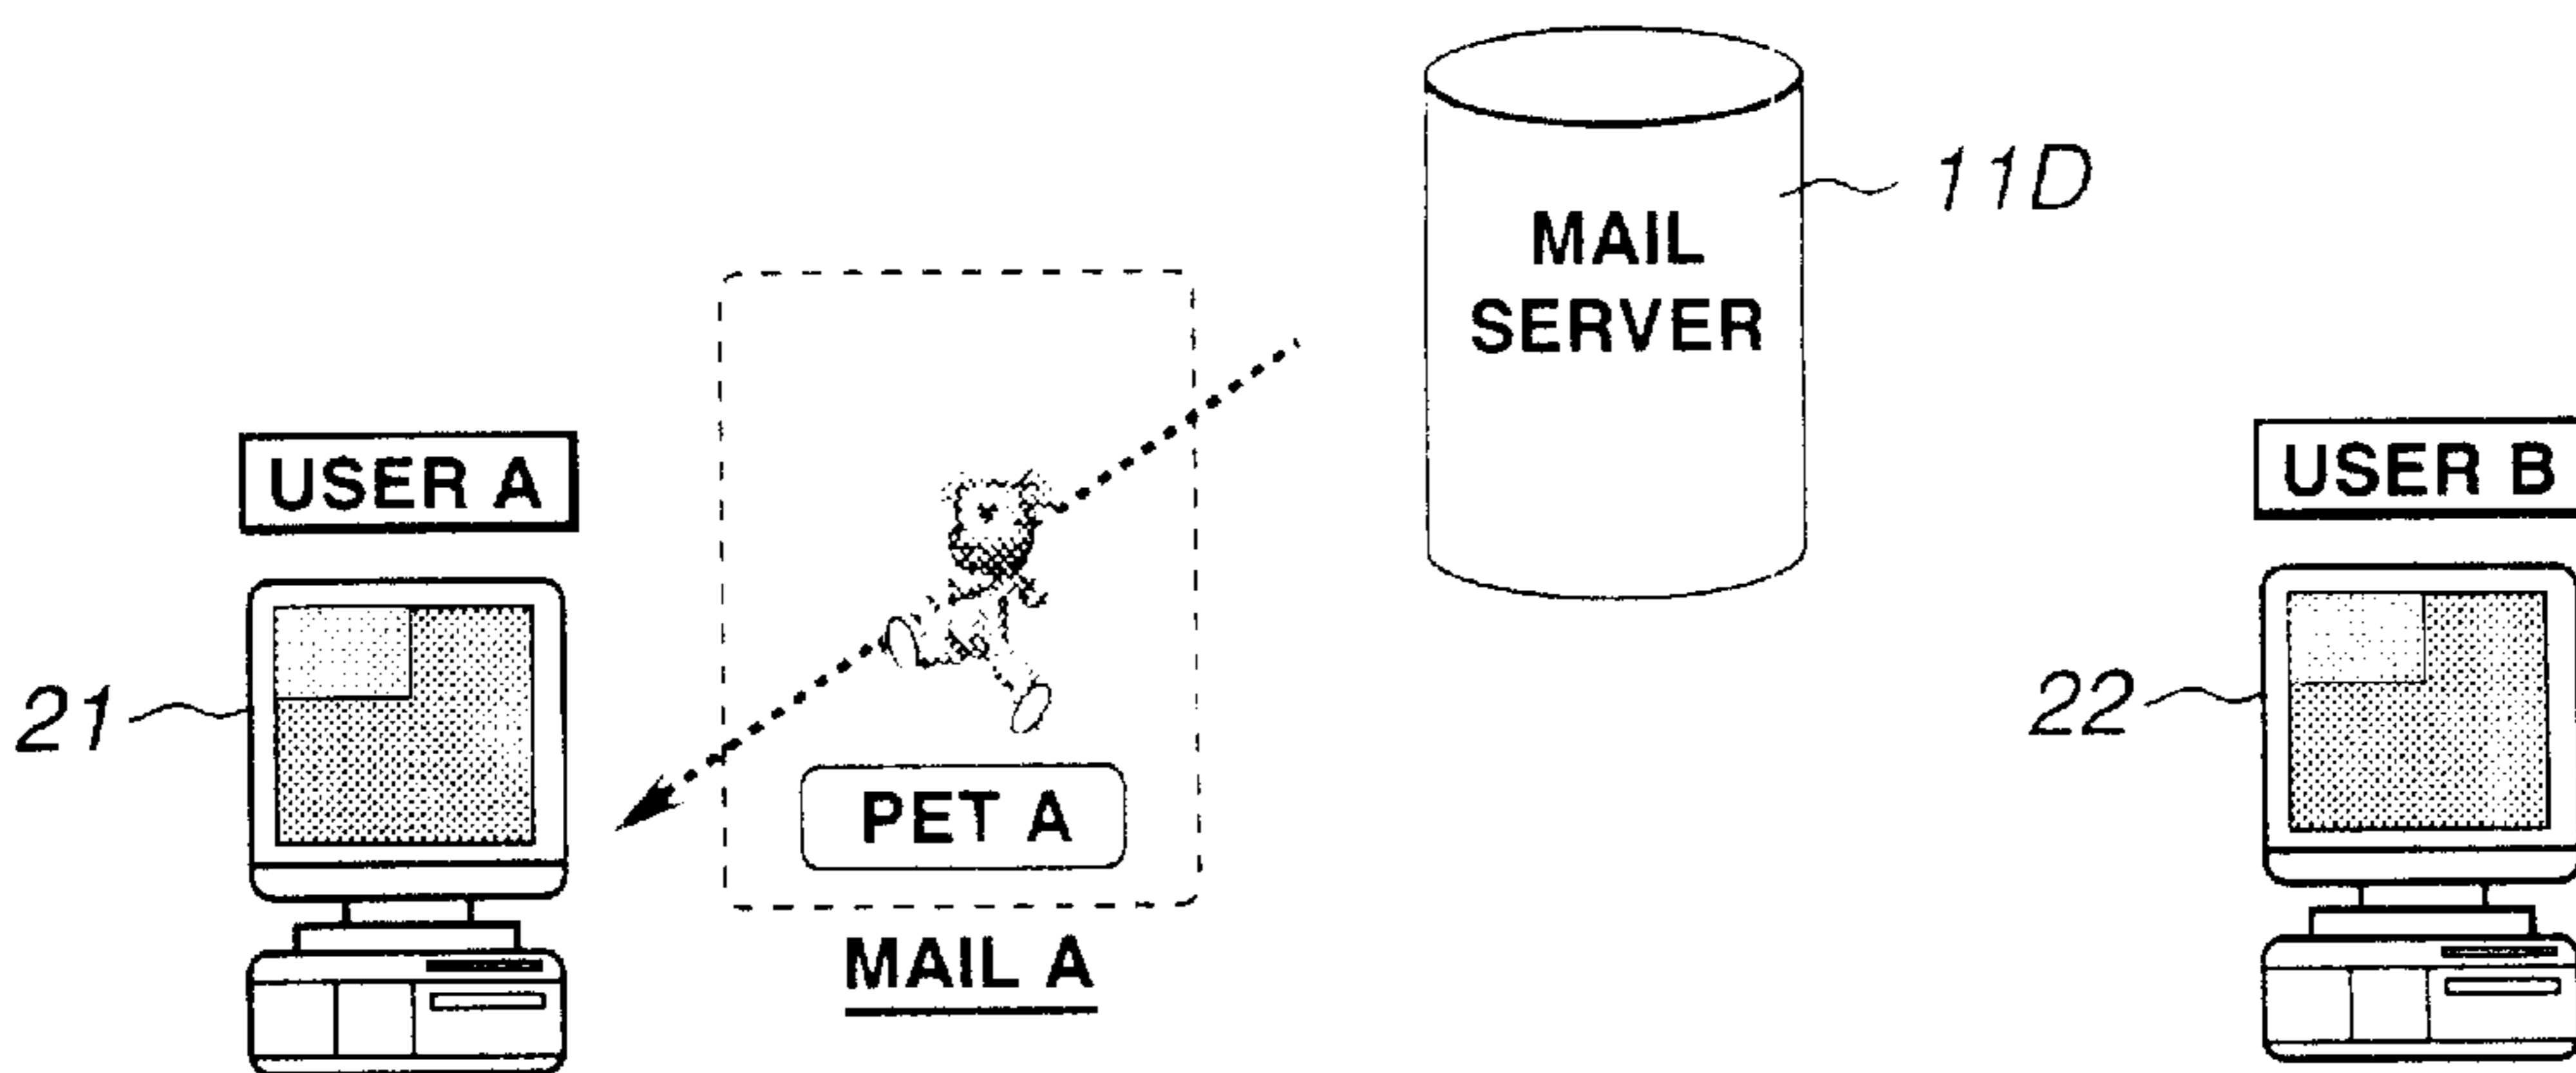 11D
MAIL
SERVER
USER A
USER B
21
22
PET A
MAIL A